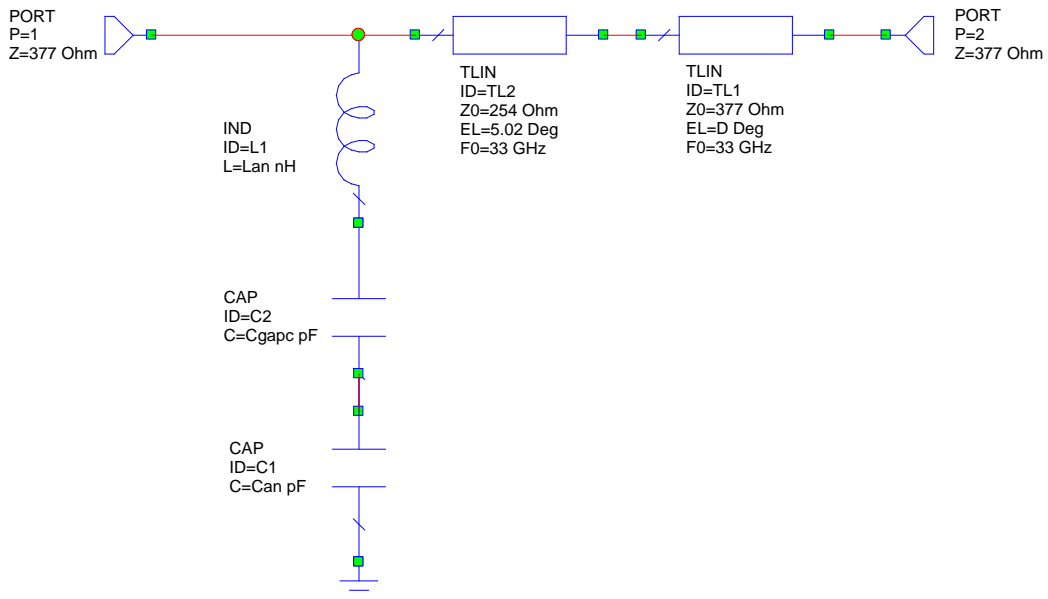 PORT
P=1
Z=377 Ohm
PORT
P=2
Z=377 Ohm
TLIN
ID=TL2
Z0=254 Ohm
EL=5.02 Deg
F0=33 GHz
TLIN
ID=TL1
Z0=377 Ohm
EL=D Deg
F0=33 GHz
IND
ID=L1
L=Lan nH
CAP
ID=C2
C=Cgapc pF
CAP
ID=C1
C=Can pF